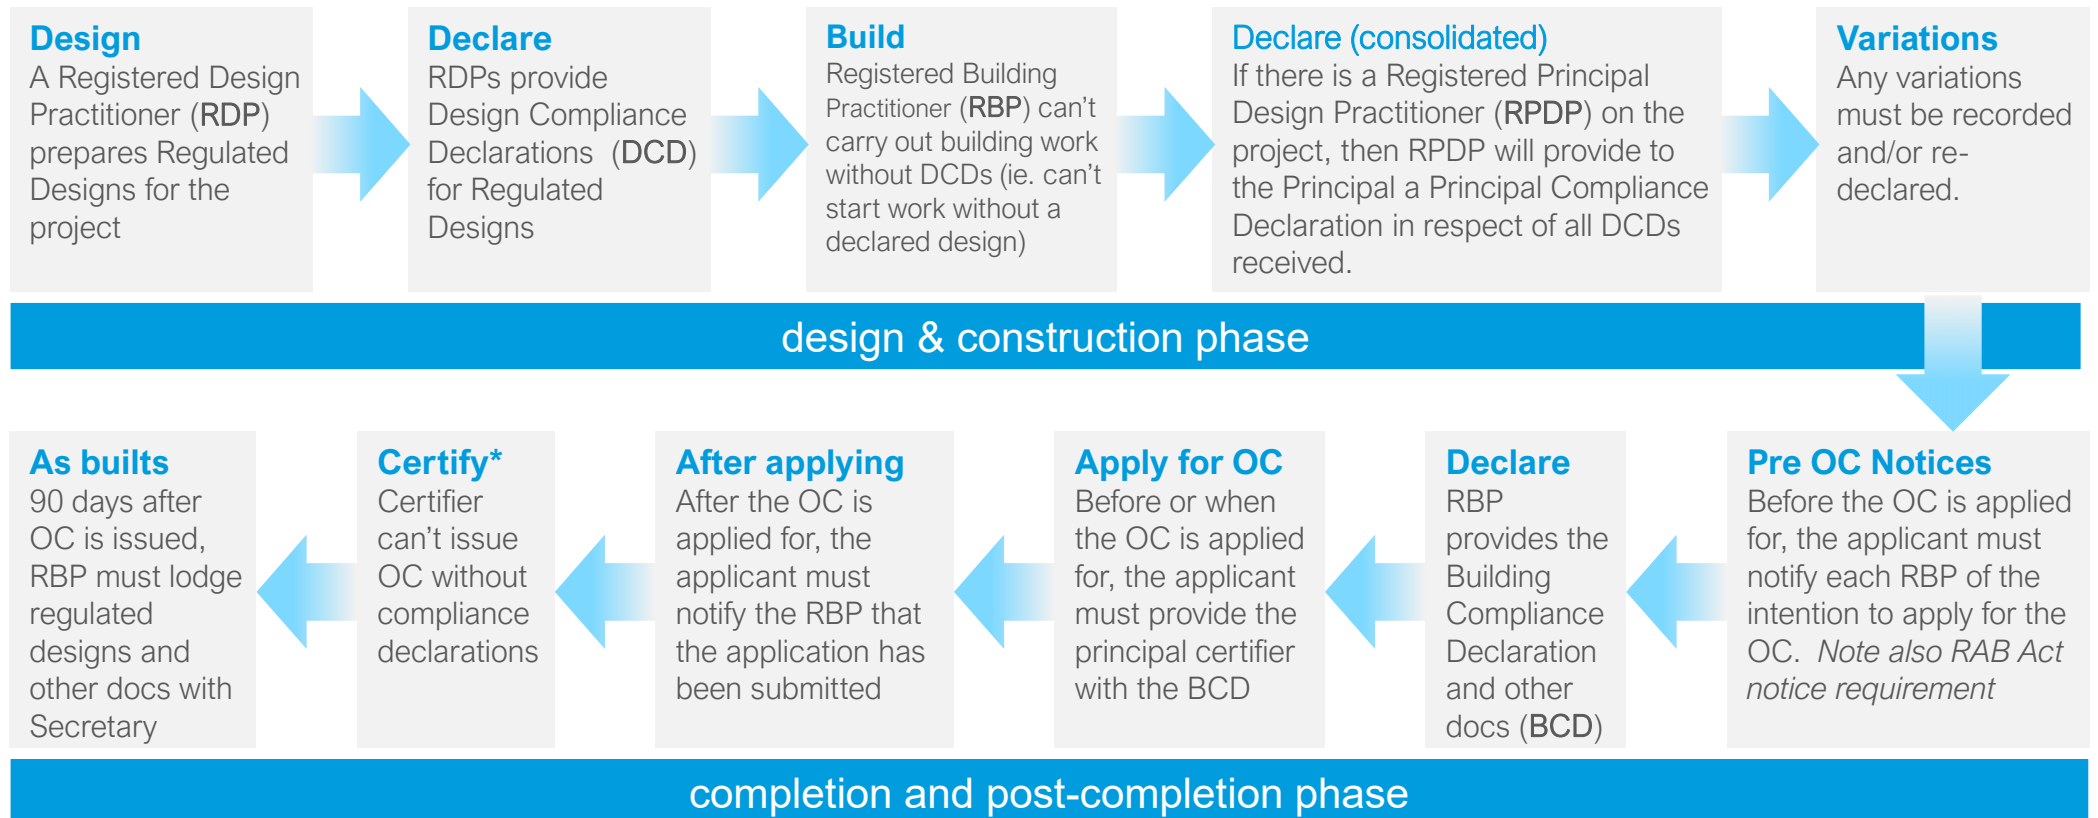 Design
A Registered Design
Practitioner (RDP)
prepares Regulated
Designs for the
project
Declare
RDPs provide
Design Compliance
Declarations (DCD)
for Regulated
Designs
Build
Registered Building
Practitioner (RBP) can't
carry out building work
without DCDs (ie. can't
start work without a
declared design)
Declare (consolidated)
If there is a Registered Principal
Design Practitioner (RPDP) on the
project, then RPDP will provide to
the Principal a Principal Compliance
Declaration in respect of all DCDs
received.
Variations
Any variations
must be recorded
and/or re-
declared.
design & construction phase
Pre OC Notices
Before the OC is applied
for, the applicant must
notify each RBP of the
intention to apply for the
OC. Note also RAB Act
notice requirement
Declare
RBP
provides the
Building
Compliance
Declaration
and other
docs (BCD)
Apply for OC
Before or when
the OC is applied
for, the applicant
must provide the
principal certifier
with the BCD
After applying
After the OC is
applied for, the
applicant must
notify the RBP that
the application has
been submitted
Certify*
Certifier
can't issue
OC without
compliance
declarations
As builts
90 days after
OC is issued,
RBP must lodge
regulated
designs and
other docs with
Secretary
completion and post-completion phase